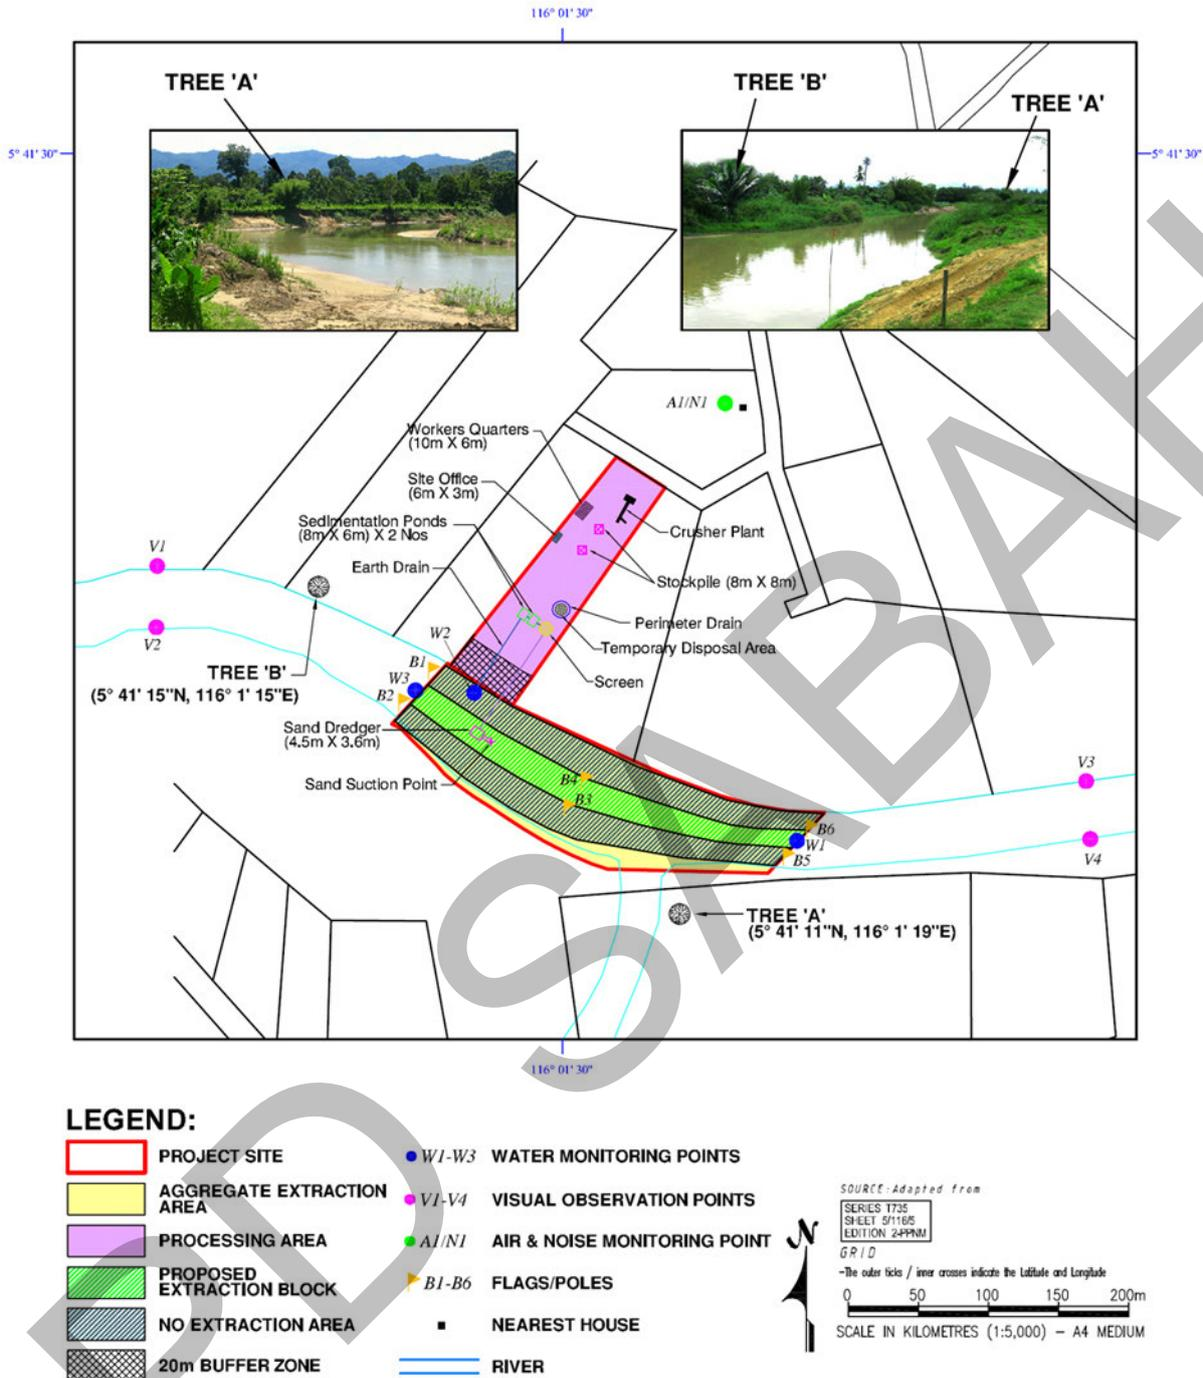 116° 01' 30"
5° 41' 30"
5° 41' 30"
TREE 'A'
TREE 'B'
TREE 'A'
A1/N1
Workers Quarters
(10m X 6m)
Site Office
(6m X 3m)
Sedimentation Ponds
(8m X 6m) X 2 Nos
Earth Drain
Crusher Plant
Stockpile (8m X 8m)
Perimeter Drain
Temporary Disposal Area
Screen
V1
V2
TREE 'B'
(5° 41' 15"N, 116° 1' 15"E)
W2
B1
W3
B2
Sand Dredger
(4.5m X 3.6m)
Sand Suction Point
B4
B3
B6
W1
B5
V3
V4
TREE 'A'
(5° 41' 11"N, 116° 1' 19"E)
116° 01' 30"
LEGEND:
PROJECT SITE
AGGREGATE EXTRACTION
AREA
PROCESSING AREA
PROPOSED
EXTRACTION BLOCK
NO EXTRACTION AREA
20m BUFFER ZONE
W1-W3 WATER MONITORING POINTS
V1-V4 VISUAL OBSERVATION POINTS
A1/N1 AIR & NOISE MONITORING POINT
B1-B6 FLAGS/POLES
NEAREST HOUSE
RIVER
N
SOURCE: Adapted from
SERIES T735
SHEET 5/116/5
EDITION 2-PPNM
GRID
-The outer ticks / inner crosses indicate the Latitude and Longitude
0 50 100 150 200m
SCALE IN KILOMETRES (1:5,000) - A4 MEDIUM
PD SABAH